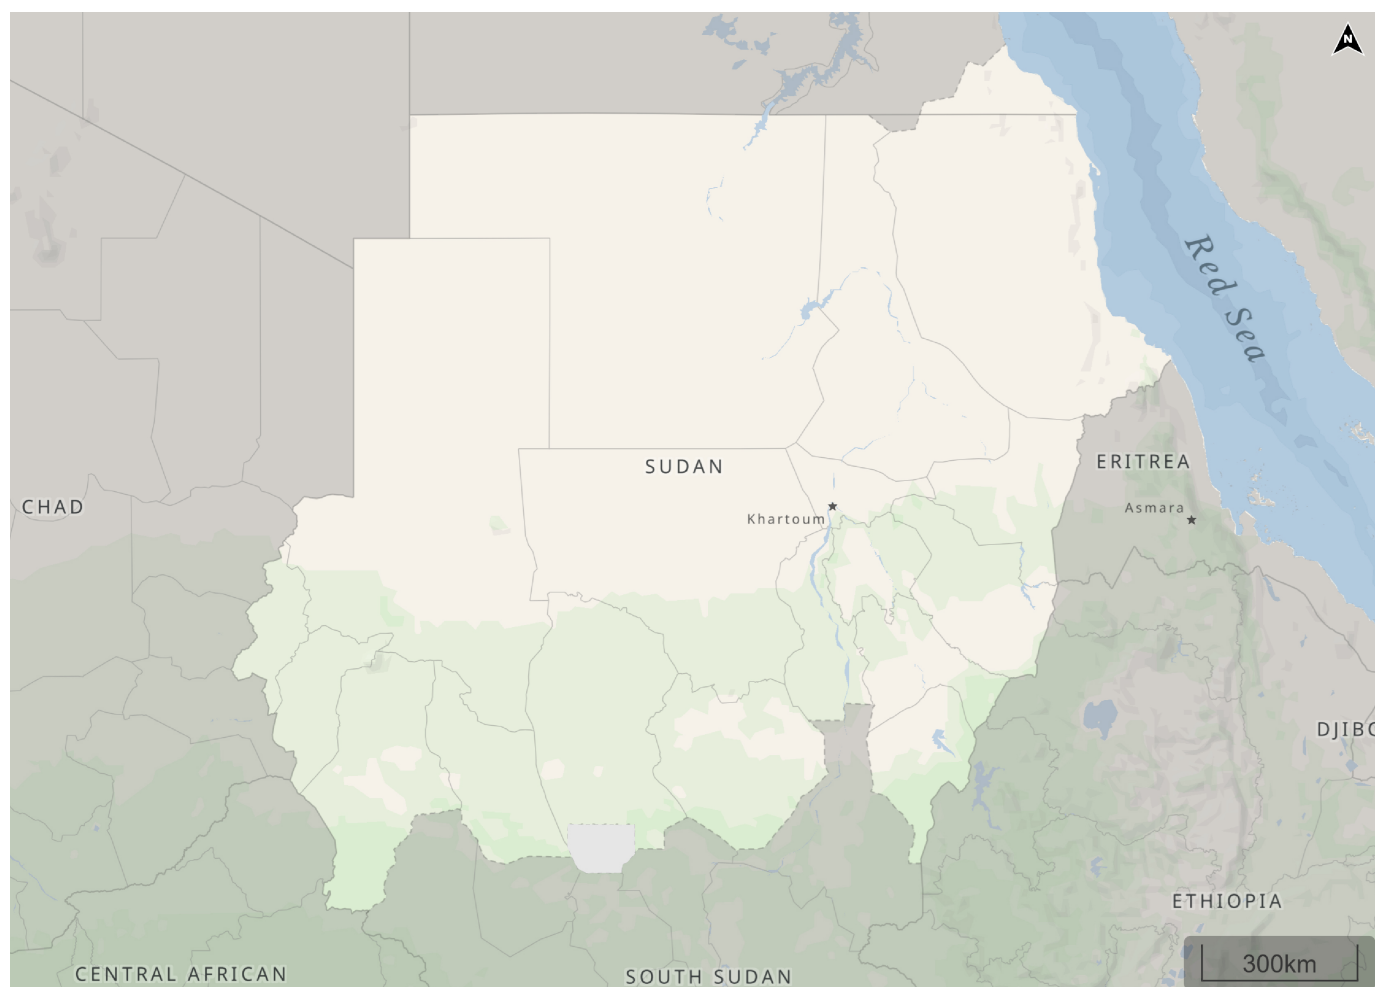 N
Red Sea
SUDAN
ERITREA
CHAD
Khartoum
Asmara
DJIBO
ETHIOPIA
CENTRAL AFRICAN
SOUTH SUDAN
300km